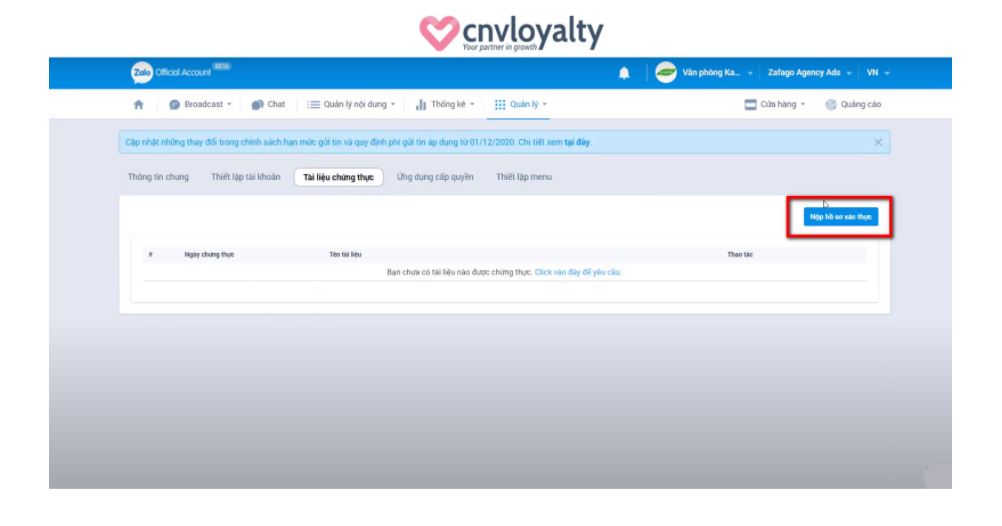 cnvloyalty
Your partner in growth
Zalo Official Account BETA
Văn phòng Ka... Zafago Agency Ads VN
Broadcast Chat Quản lý nội dung Thống kê Quản lý Cửa hàng Quảng cáo
Cập nhật những thay đổi trong chính sách hạn mức gửi tin và quy định phí gửi tin áp dụng từ 01/12/2020. Chi tiết xem tại đây.
Thông tin chung Thiết lập tài khoản Tài liệu chứng thực Ứng dụng cấp quyền Thiết lập menu
Nộp hồ sơ xác thực
# Ngày chứng thực Tên tài liệu Thao tác
Bạn chưa có tài liệu nào được chứng thực. Click vào đây để yêu cầu.